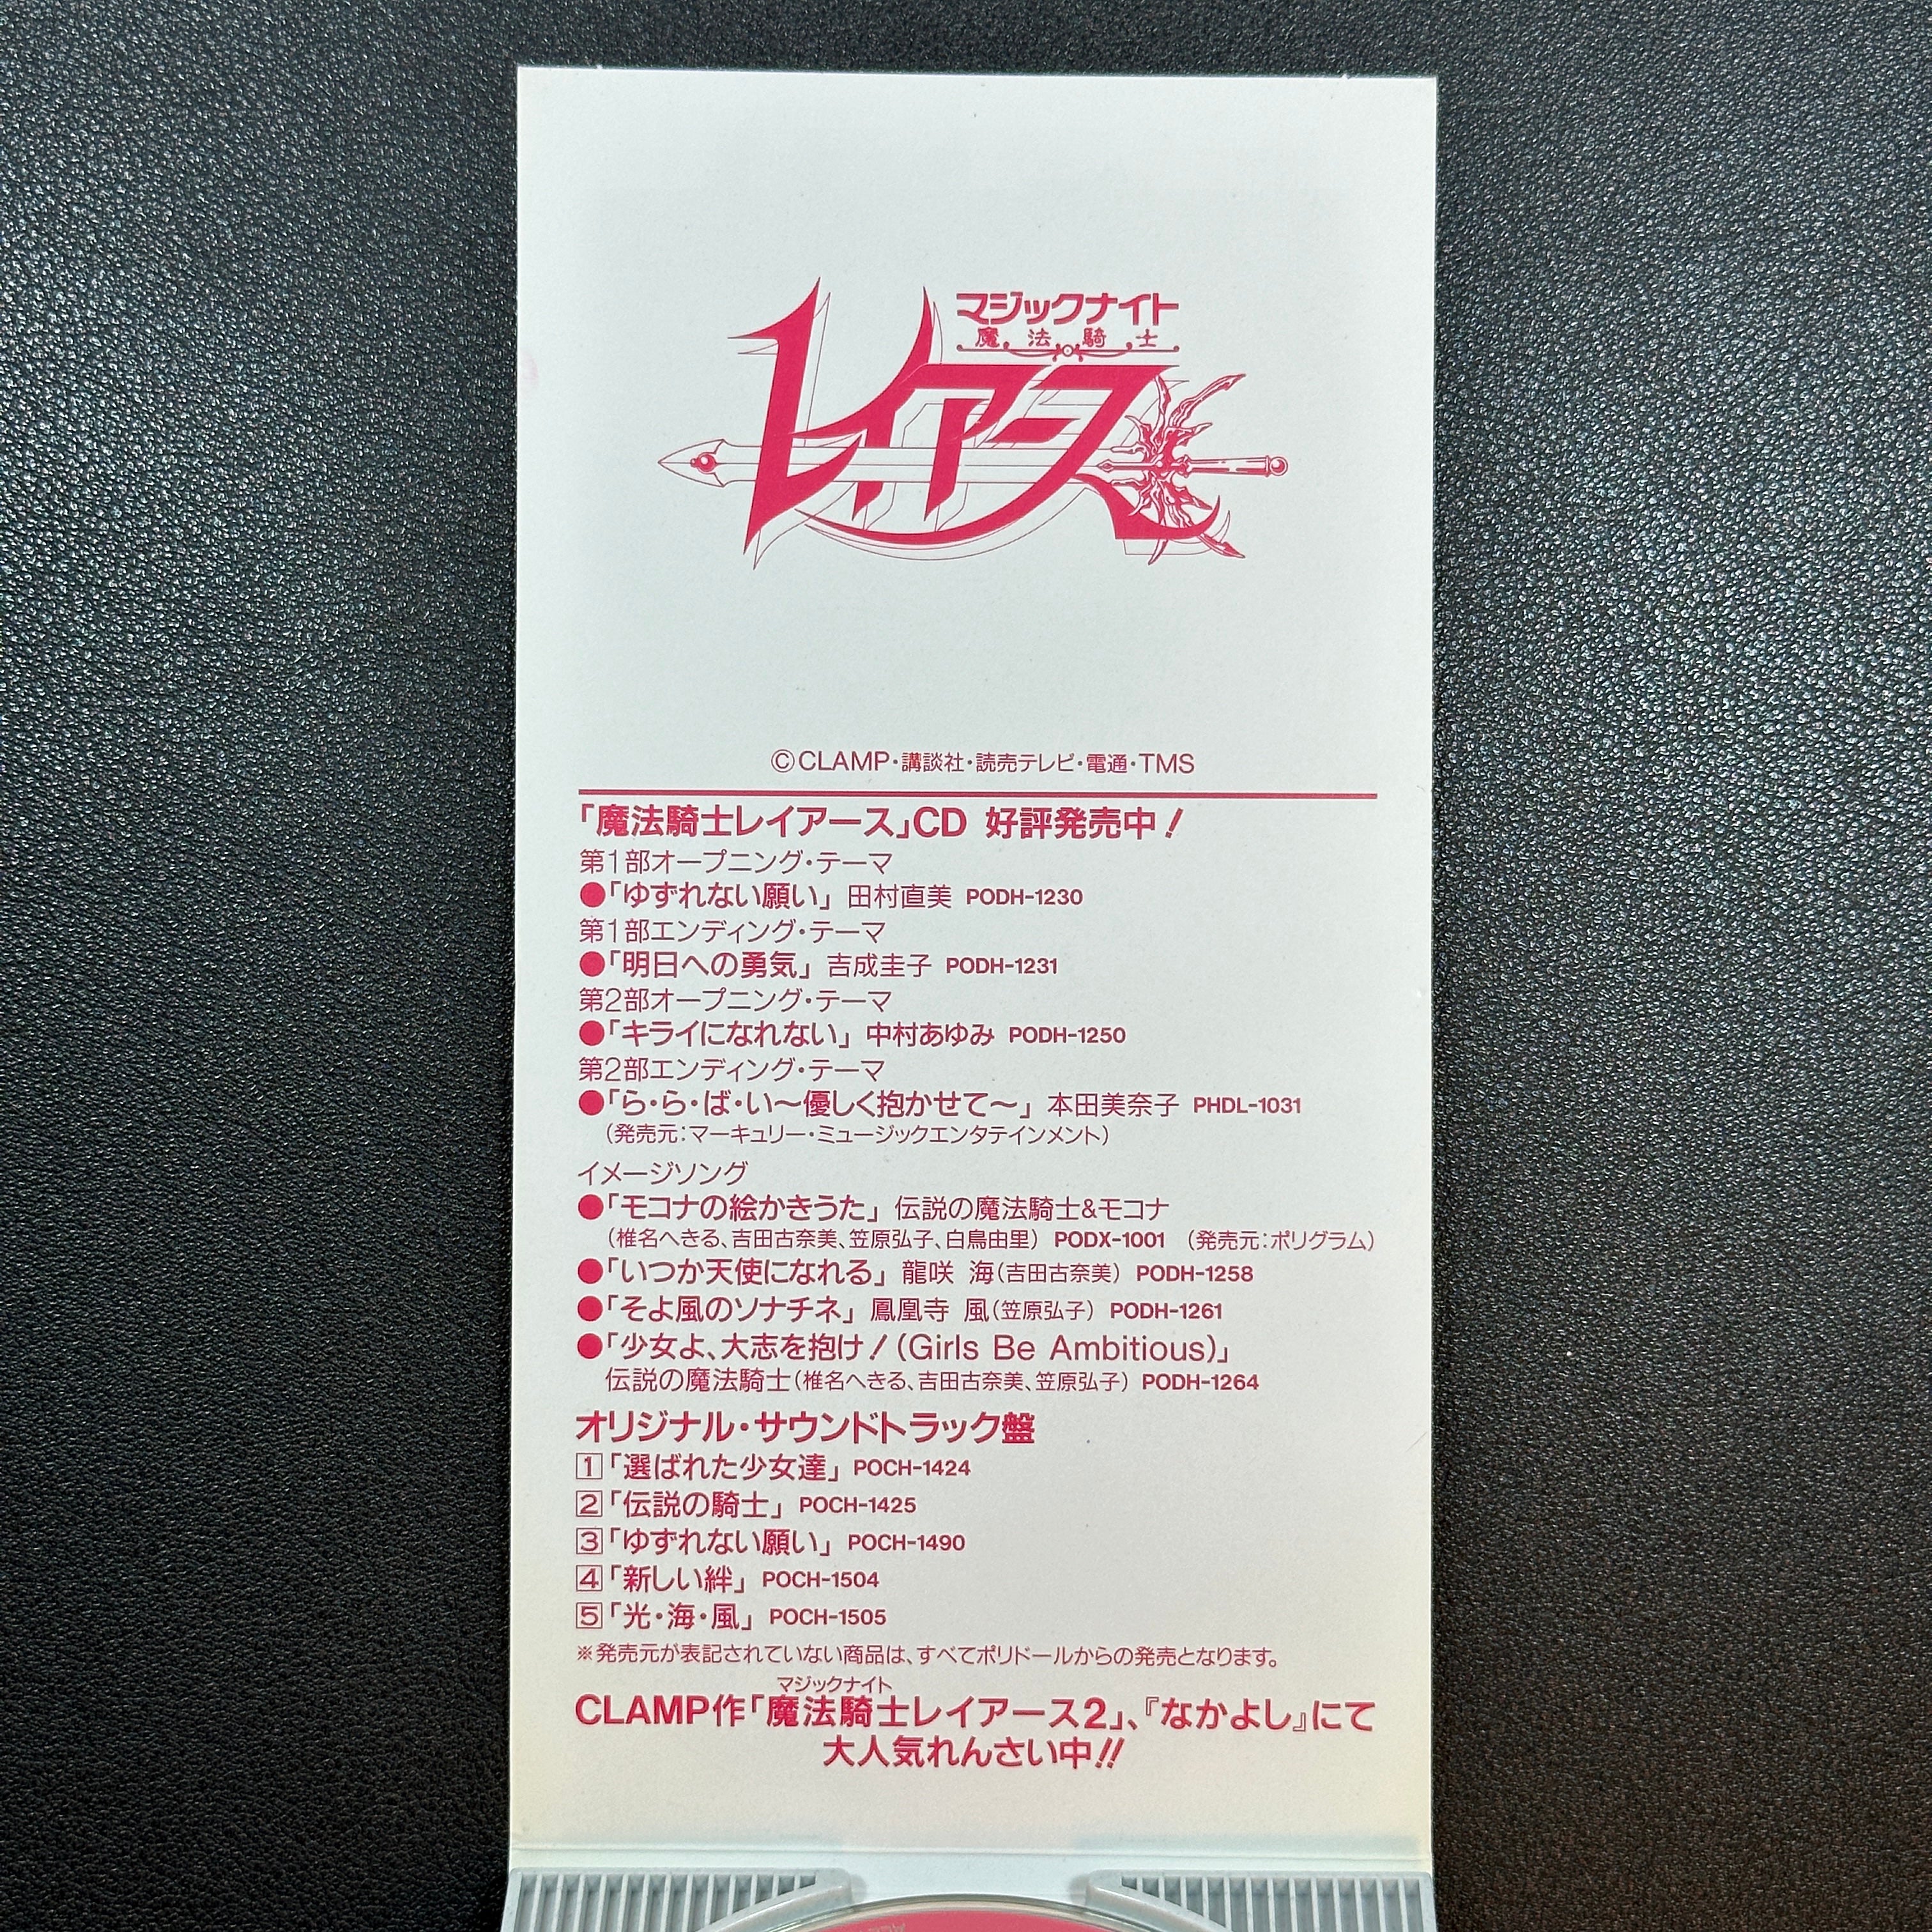 マジックナイト
魔法騎士
レイアース
©CLAMP・講談社・読売テレビ・電通・TMS
「魔法騎士レイアース」CD 好評発売中!
第1部オープニング・テーマ
●「ゆずれない願い」 田村直美 PODH-1230
第1部エンディング・テーマ
●「明日への勇気」 吉成圭子 PODH-1231
第2部オープニング・テーマ
●「キライになれない」 中村あゆみ PODH-1250
第2部エンディング・テーマ
●「ら・ら・ば・い〜優しく抱かせて〜」 本田美奈子 PHDL-1031
(発売元:マーキュリー・ミュージックエンタテインメント)
イメージソング
●「モコナの絵かきうた」 伝説の魔法騎士&モコナ
(椎名へきる、吉田古奈美、笠原弘子、白鳥由里) PODX-1001 (発売元:ポリグラム)
●「いつか天使になれる」 龍咲 海(吉田古奈美) PODH-1258
●「そよ風のソナチネ」 鳳凰寺 風(笠原弘子) PODH-1261
●「少女よ、大志を抱け!(Girls Be Ambitious)」
伝説の魔法騎士(椎名へきる、吉田古奈美、笠原弘子) PODH-1264
オリジナル・サウンドトラック盤
1「選ばれた少女達」 POCH-1424
2「伝説の騎士」 POCH-1425
3「ゆずれない願い」 POCH-1490
4「新しい絆」 POCH-1504
5「光・海・風」 POCH-1505
※発売元が表記されていない商品は、すべてポリドールからの発売となります。
マジックナイト
CLAMP作「魔法騎士レイアース2」、『なかよし』にて
大人気れんさい中!!